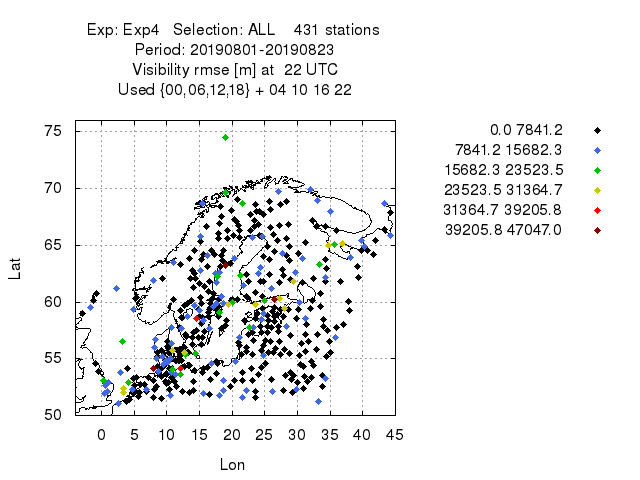 Exp: Exp4 Selection: ALL 431 stations
Period: 20190801-20190823
Visibility rmse [m] at 22 UTC
Used {00,06,12,18} + 04 10 16 22
0.0 7841.2
7841.2 15682.3
15682.3 23523.5
23523.5 31364.7
31364.7 39205.8
39205.8 47047.0
75
70
65
60
55
50
Lat
0 5 10 15 20 25 30 35 40 45
Lon